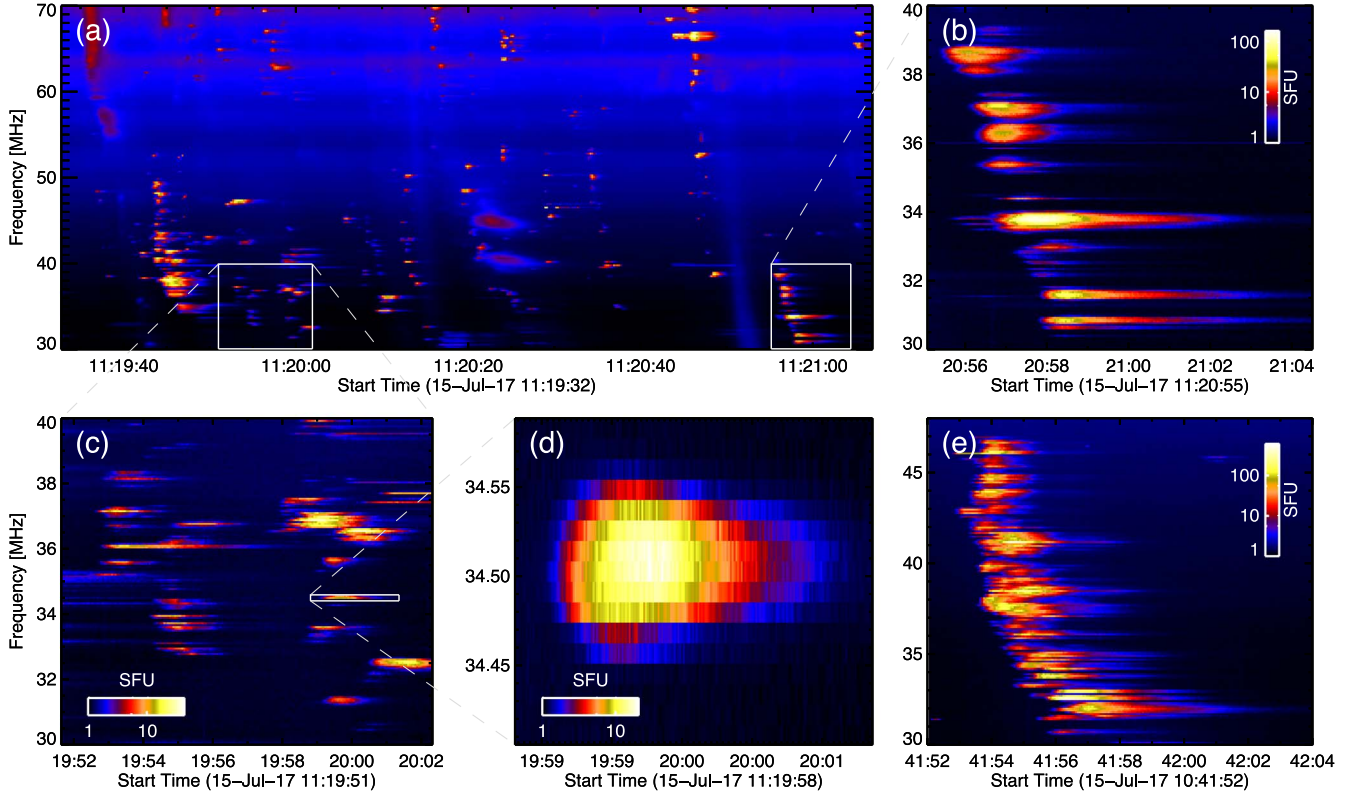 (a)
70
60
50
40
30
Frequency [MHz]
11:19:40 11:20:00 11:20:20 11:20:40 11:21:00
Start Time (15–Jul–17 11:19:32)
(b)
40
38
36
34
32
30
100
10
1
SFU
20:56 20:58 21:00 21:02 21:04
Start Time (15–Jul–17 11:20:55)
(c)
40
38
36
34
32
30
Frequency [MHz]
SFU
1 10
19:52 19:54 19:56 19:58 20:00 20:02
Start Time (15–Jul–17 11:19:51)
(d)
34.55
34.50
34.45
SFU
1 10
19:59 19:59 20:00 20:00 20:01
Start Time (15–Jul–17 11:19:58)
(e)
45
40
35
30
100
10
1
SFU
41:52 41:54 41:56 41:58 42:00 42:02 42:04
Start Time (15–Jul–17 10:41:52)